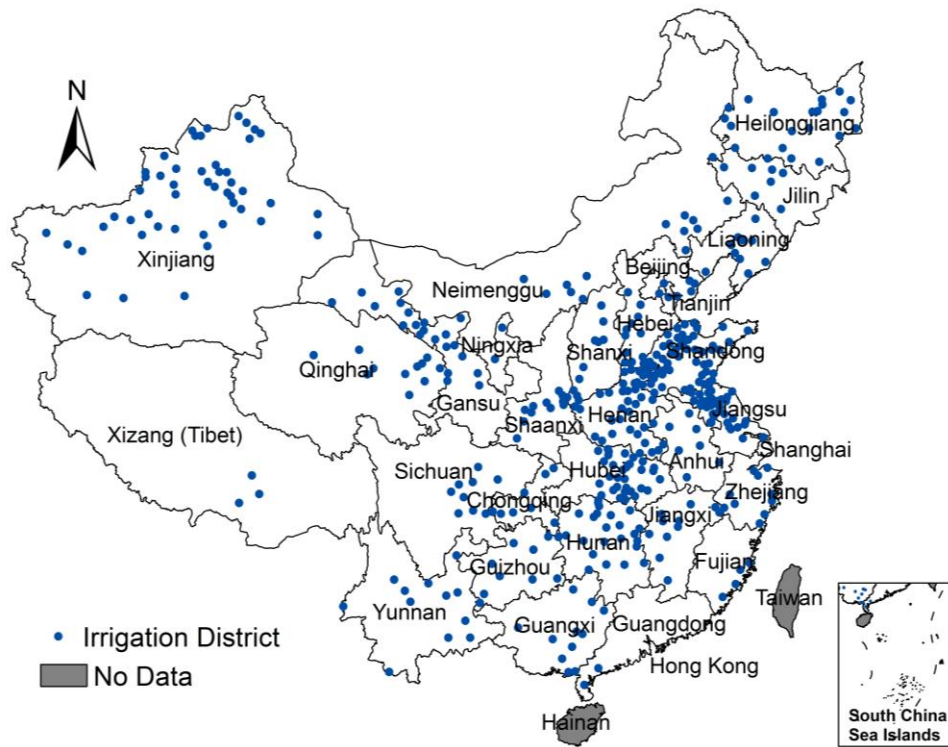 N
Heilongjiang
Jilin
Liaoning
Xinjiang
Beijing
Neimenggu
Tianjin
Hebei
Ningxia
Shanxi
Shandong
Qinghai
Gansu
Henan
Jiangsu
Shaanxi
Xizang (Tibet)
Shanghai
Sichuan
Hubei
Anhui
Chongqing
Zhejiang
Jiangxi
Hunan
Guizhou
Fujian
Yunnan
Taiwan
Guangxi
Guangdong
Irrigation District
Hong Kong
No Data
Hainan
South China
Sea Islands